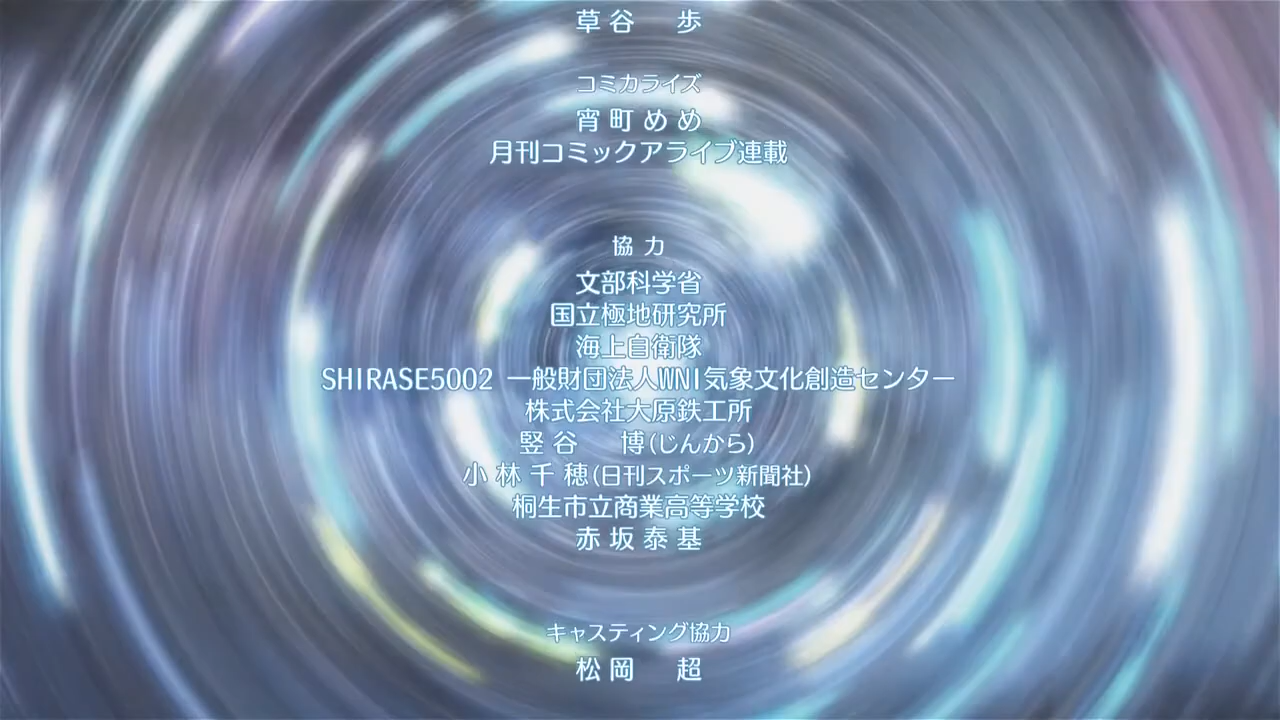 草谷　歩
コミカライズ
宵町めめ
月刊コミックアライブ連載
協力
文部科学省
国立極地研究所
海上自衛隊
SHIRASE5002 一般財団法人WNI気象文化創造センター
株式会社大原鉄工所
竪谷　博(じんから)
小林千穂(日刊スポーツ新聞社)
桐生市立商業高等学校
赤坂泰基
キャスティング協力
松岡　超